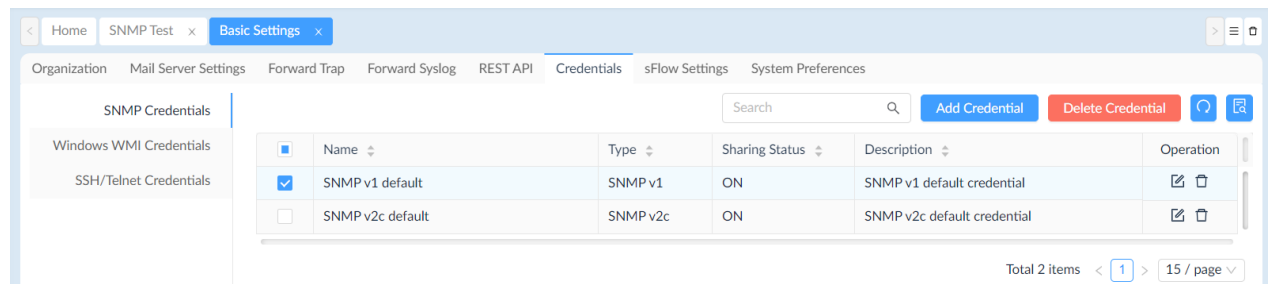 Home SNMP Test x Basic Settings x
Organization Mail Server Settings Forward Trap Forward Syslog REST API Credentials sFlow Settings System Preferences
SNMP Credentials
Windows WMI Credentials
SSH/Telnet Credentials
Search Add Credential Delete Credential
Name Type Sharing Status Description Operation
SNMP v1 default SNMP v1 ON SNMP v1 default credential
SNMP v2c default SNMP v2c ON SNMP v2c default credential
Total 2 items < 1 > 15 / page